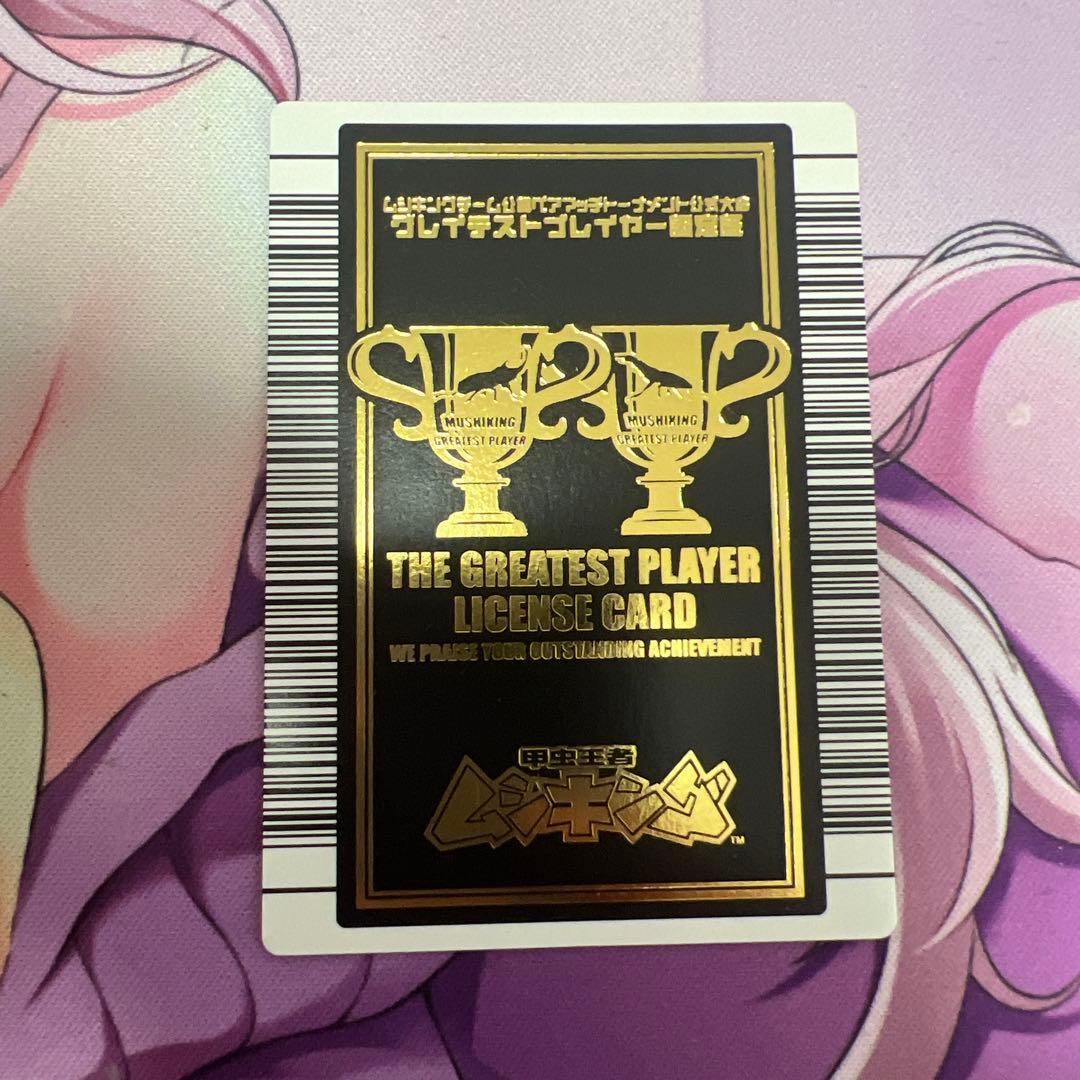 ムシキングチーム公認ペアマッチトーナメント公式大会
グレイテストプレイヤー認定証
MUSHIKING
GREATEST PLAYER
MUSHIKING
GREATEST PLAYER
THE GREATEST PLAYER
LICENSE CARD
WE PRAISE YOUR OUTSTANDING ACHIEVEMENT
甲虫王者
ムシキング
TM